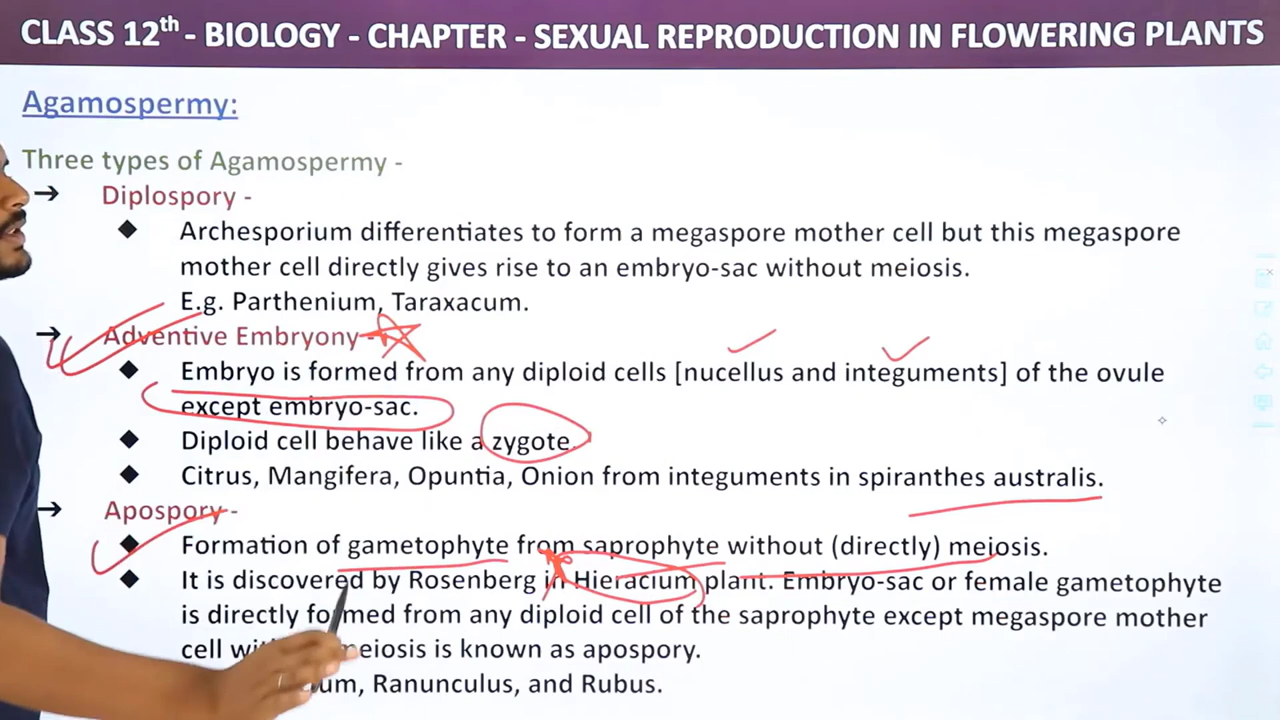 CLASS 12th - BIOLOGY - CHAPTER - SEXUAL REPRODUCTION IN FLOWERING PLANTS
Agamospermy:
Three types of Agamospermy -
→ Diplospory -
◆ Archesporium differentiates to form a megaspore mother cell but this megaspore
mother cell directly gives rise to an embryo-sac without meiosis.
E.g. Parthenium, Taraxacum.
→ Adventive Embryony -
◆ Embryo is formed from any diploid cells [nucellus and integuments] of the ovule
except embryo-sac.
◆ Diploid cell behave like a zygote.
◆ Citrus, Mangifera, Opuntia, Onion from integuments in spiranthes australis.
→ Apospory -
◆ Formation of gametophyte from saprophyte without (directly) meiosis.
◆ It is discovered by Rosenberg in Hieracium plant. Embryo-sac or female gametophyte
is directly formed from any diploid cell of the saprophyte except megaspore mother
cell meiosis is known as apospory.
Ranunculus, and Rubus.